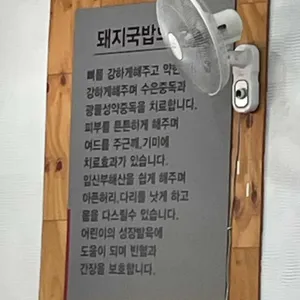 돼지국밥의
뼈를 강하게해주고
강하게해주며 수은중독과
광물성약중독을 치료합니다.
피부를 튼튼하게 해주며
여드름 주근깨,기미에
치료효과가 있습니다.
임신부해산을 쉽게 해주며
아픈허리,다리를 낫게 하고
몸을 다스릴수 있습니다.
어린이의 성장발육에
도움이 되며 빈혈과
간장을 보호합니다.